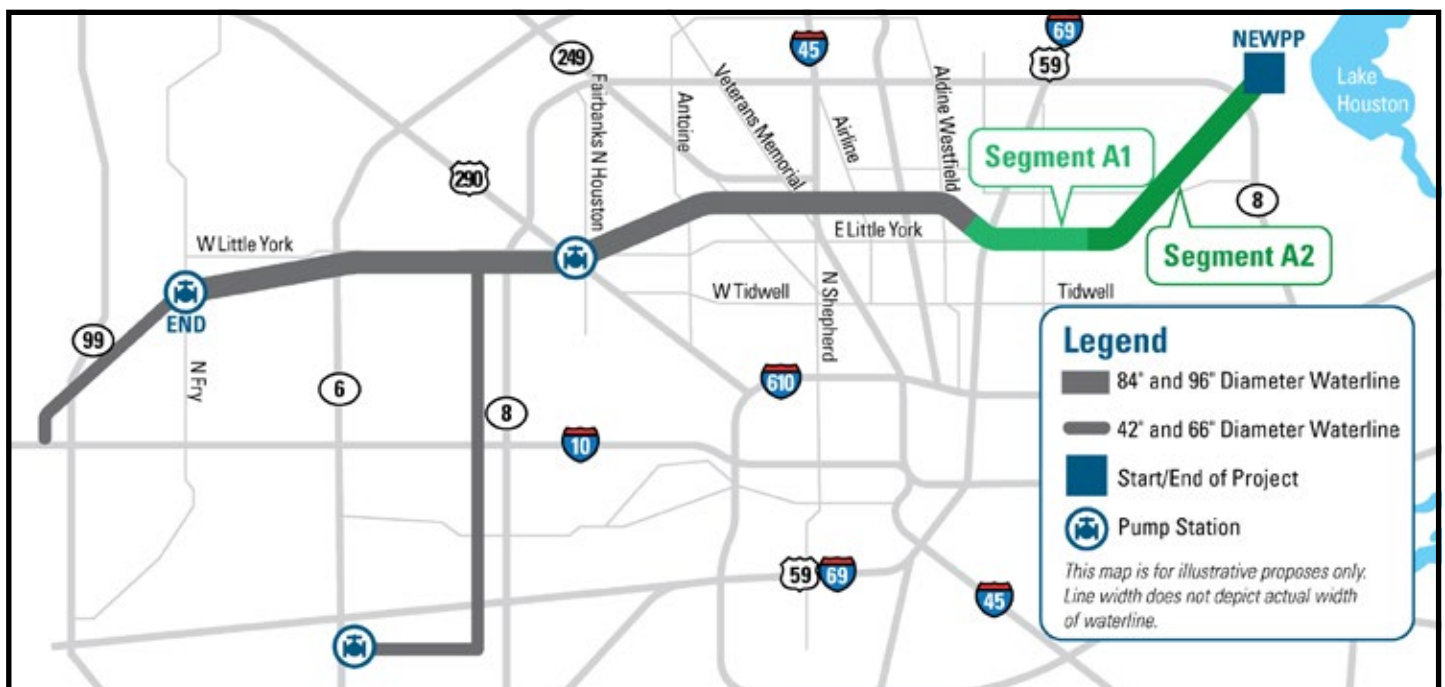 69
NEWPP
45
249
59
Lake
Houston
Fairbanks N Houston
Antoine
Veterans Memorial
Airline
Aldine Westfield
Segment A1
290
8
W Little York
E Little York
Segment A2
W Tidwell
N Shepherd
Tidwell
END
99
N Fry
6
8
610
10
59
69
45
Legend
84" and 96" Diameter Waterline
42" and 66" Diameter Waterline
Start/End of Project
Pump Station
This map is for illustrative proposes only.
Line width does not depict actual width
of waterline.